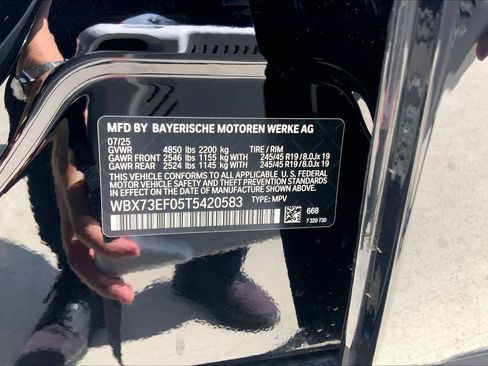 MFD BY BAYERISCHE MOTOREN WERKE AG
07/25
GVWR 4850 lbs 2200 kg TIRE / RIM
GAWR FRONT 2546 lbs 1155 kg WITH 245/45 R19 / 8.0Jx 19
GAWR REAR 2524 lbs 1145 kg WITH 245/45 R19 / 8.0Jx 19
THIS VEHICLE CONFORMS TO ALL APPLICABLE U. S. FEDERAL
MOTOR VEHICLE SAFETY AND THEFT PREVENTION STANDARDS
IN EFFECT ON THE DATE OF MANUFACTURE SHOWN ABOVE.
WBX73EF05T5420583 TYPE: MPV
668
7 320 730